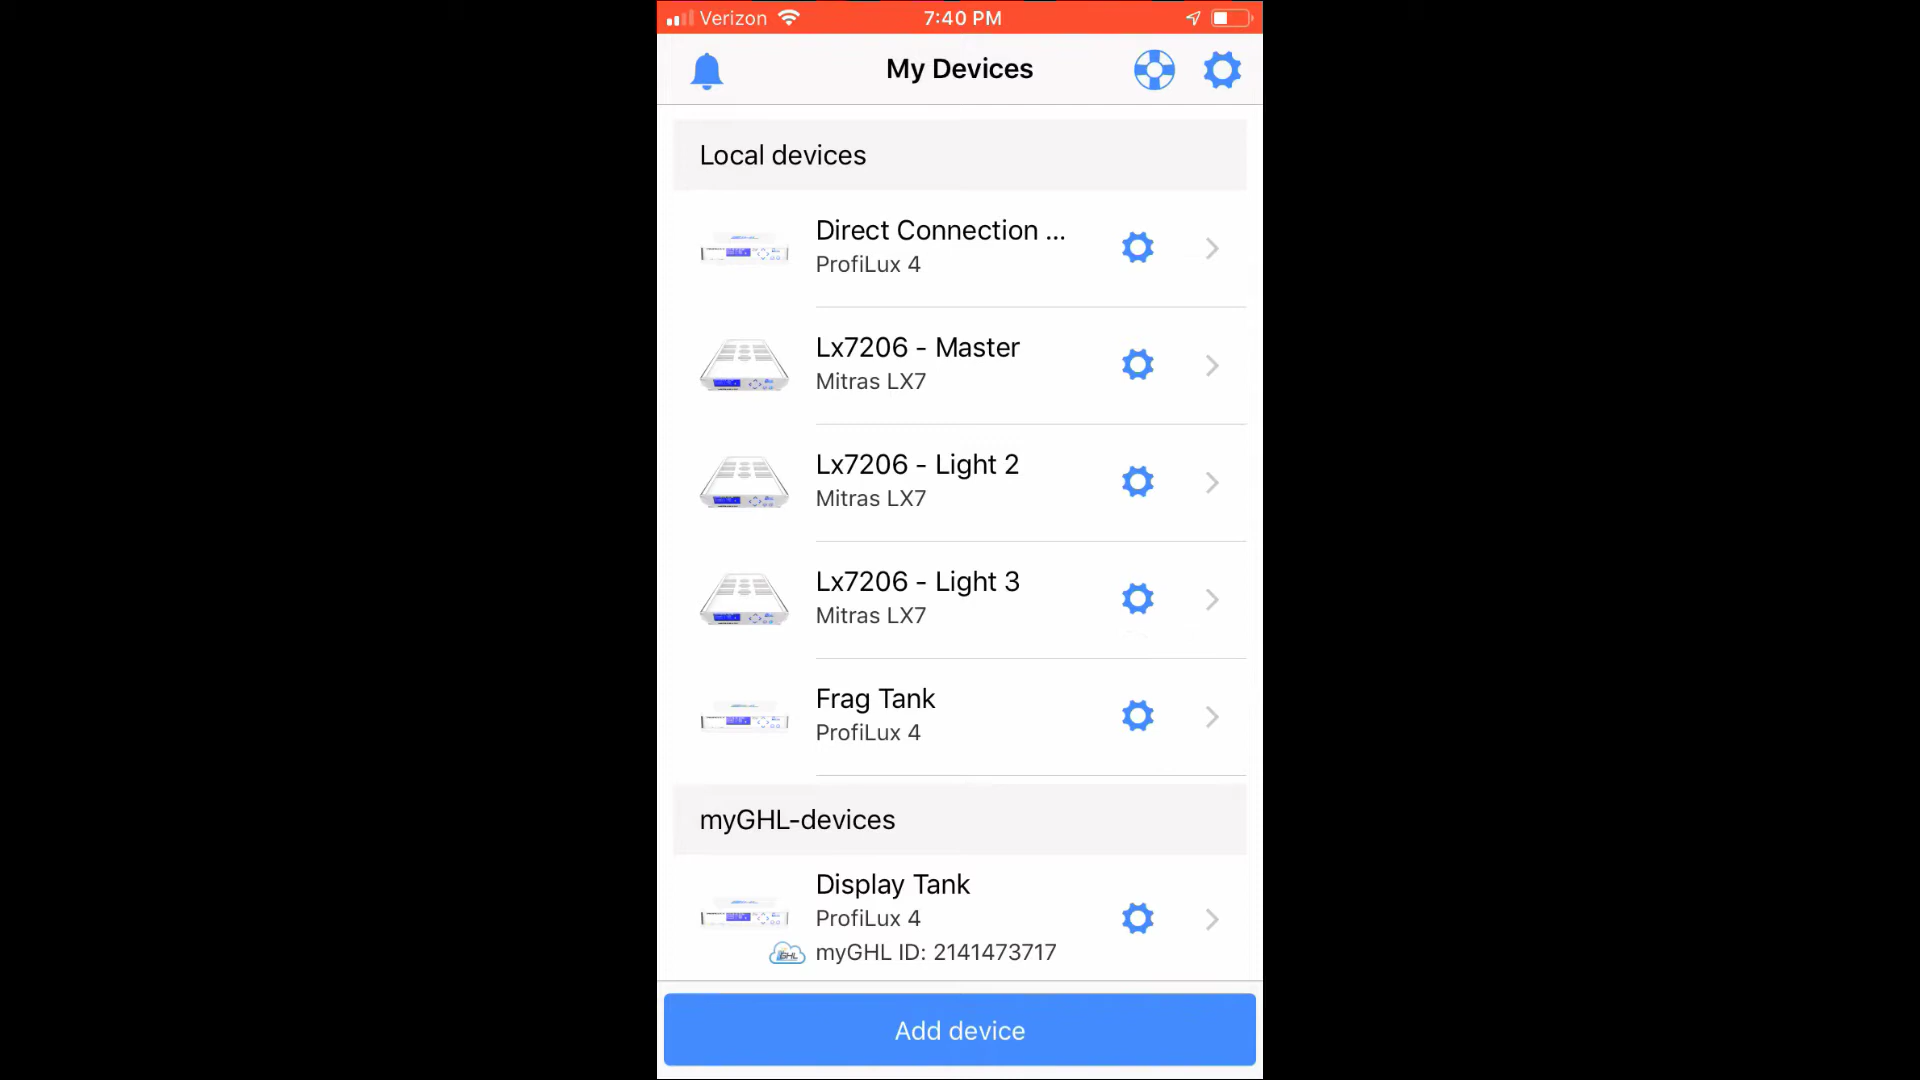 Verizon 7:40 PM
My Devices
Local devices
Direct Connection ...
ProfiLux 4
Lx7206 - Master
Mitras LX7
Lx7206 - Light 2
Mitras LX7
Lx7206 - Light 3
Mitras LX7
Frag Tank
ProfiLux 4
myGHL-devices
Display Tank
ProfiLux 4
GHL myGHL ID: 2141473717
Add device